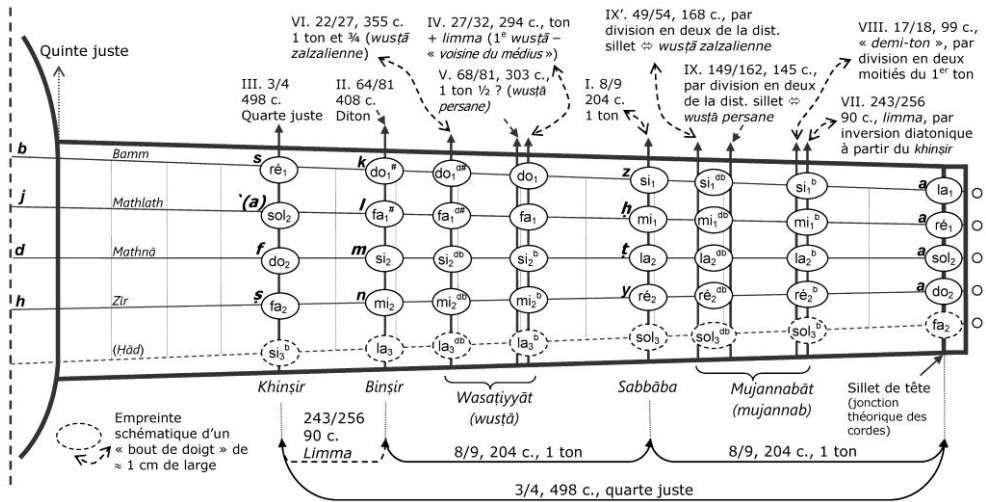 Quinte juste
III. 3/4
498 c.
Quarte juste
II. 64/81
408 c.
Diton
VI. 22/27, 355 c.
1 ton et ¾ (wusṭā
zalzalienne)
IV. 27/32, 294 c., ton
+ limma (1e wusṭā –
« voisine du médius »)
V. 68/81, 303 c.,
1 ton ½ ? (wusṭā
persane)
I. 8/9
204 c.
1 ton
IX'. 49/54, 168 c., par
division en deux de la dist.
sillet ⇔ wusṭā zalzalienne
IX. 149/162, 145 c.,
par division en deux
de la dist. sillet ⇔
wusṭā persane
VIII. 17/18, 99 c.,
« demi-ton », par
division en deux
moitiés du 1er ton
VII. 243/256
90 c., limma, par
inversion diatonique
à partir du khinṣir
b Bamm s ré1 k do1# do1d# do1 z si1 si1db si1b a la1
j Mathlath `(a) sol2 l fa1# fa1d# fa1 ḥ mi1 mi1db mi1b a ré1
d Mathnā f do2 m si2 si2db si2b ṭ la2 la2db la2b a sol2
h Zīr ṣ fa2 n mi2 mi2db mi2b y ré2 ré2db ré2b a do2
(Ḥād) si3b la3 la3db la3b sol3 sol3db sol3b fa2
Khinṣir
Binṣir
Wasaṭiyyāt
(wusṭā)
Sabbāba
Mujannabāt
(mujannab)
Sillet de tête
(jonction
théorique des
cordes)
Empreinte
schématique d'un
« bout de doigt » de
≈ 1 cm de large
243/256
90 c.
Limma
8/9, 204 c., 1 ton
8/9, 204 c., 1 ton
3/4, 498 c., quarte juste